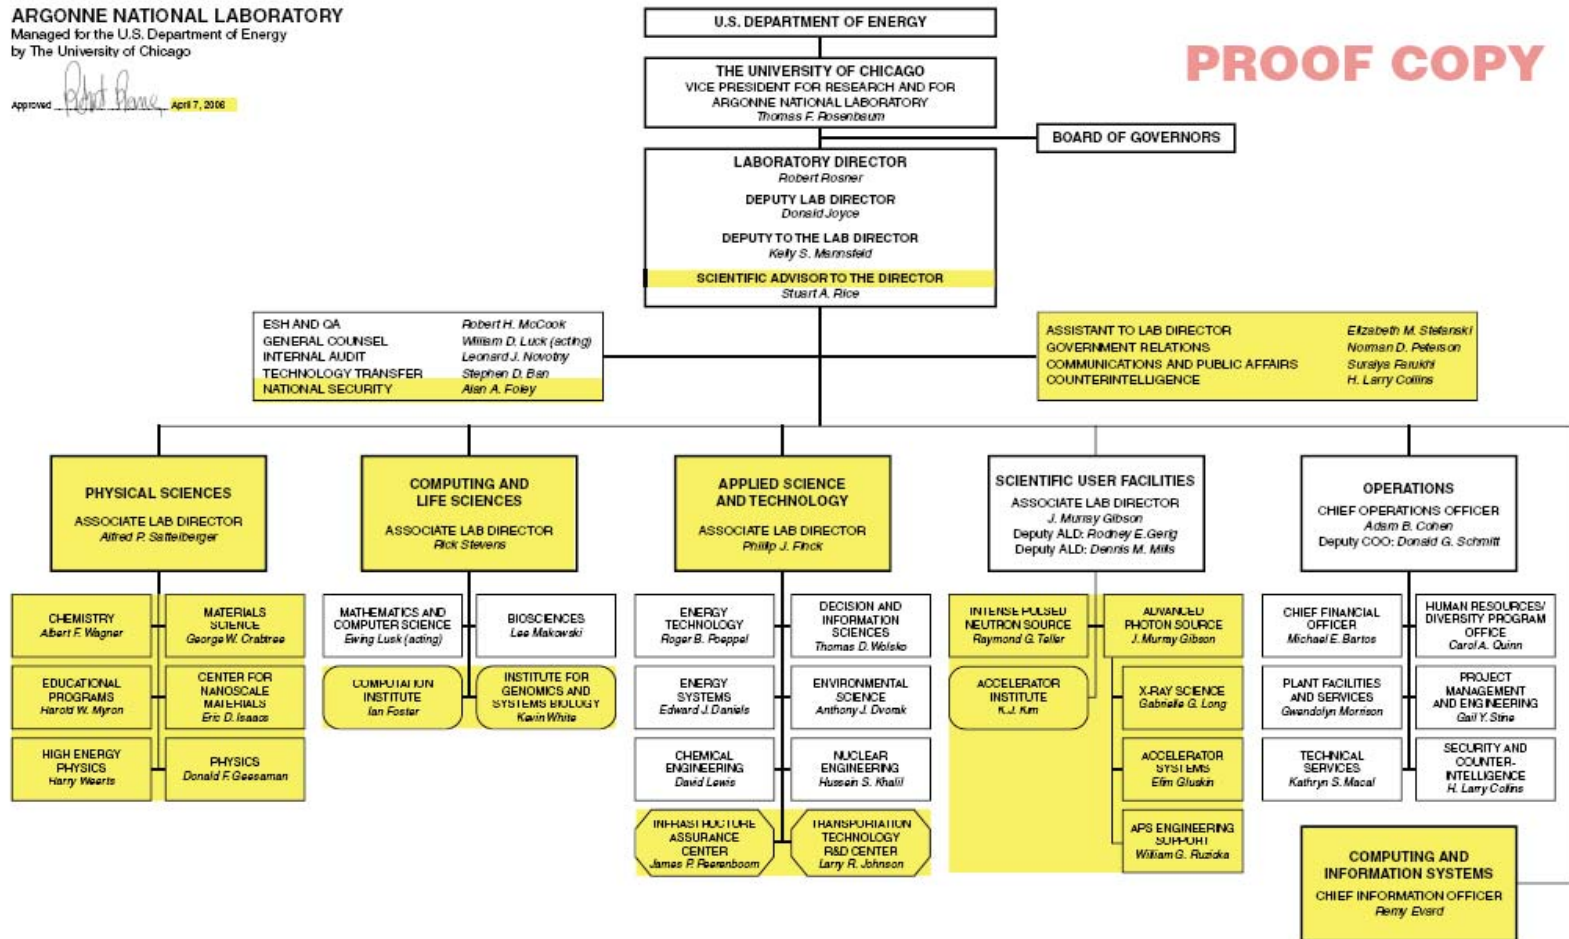 ARGONNE NATIONAL LABORATORY
Managed for the U.S. Department of Energy
by The University of Chicago
Approved
April 7, 2006
PROOF COPY
U.S. DEPARTMENT OF ENERGY
THE UNIVERSITY OF CHICAGO
VICE PRESIDENT FOR RESEARCH AND FOR
ARGONNE NATIONAL LABORATORY
Thomas F. Rosenbaum
BOARD OF GOVERNORS
LABORATORY DIRECTOR
Robert Rosner
DEPUTY LAB DIRECTOR
Donald Joyce
DEPUTY TO THE LAB DIRECTOR
Kelly S. Mannsfeld
SCIENTIFIC ADVISOR TO THE DIRECTOR
Stuart A. Rice
ESH AND QA Robert H. McCook
GENERAL COUNSEL William D. Luck (acting)
INTERNAL AUDIT Leonard J. Novotny
TECHNOLOGY TRANSFER Stephen D. Ban
NATIONAL SECURITY Alan A. Foley
ASSISTANT TO LAB DIRECTOR Elizabeth M. Stefanski
GOVERNMENT RELATIONS Norman D. Peterson
COMMUNICATIONS AND PUBLIC AFFAIRS Suraiya Farukhi
COUNTERINTELLIGENCE H. Larry Collins
PHYSICAL SCIENCES
ASSOCIATE LAB DIRECTOR
Alfred P. Sattelberger
COMPUTING AND
LIFE SCIENCES
ASSOCIATE LAB DIRECTOR
Rick Stevens
APPLIED SCIENCE
AND TECHNOLOGY
ASSOCIATE LAB DIRECTOR
Phillip J. Finck
SCIENTIFIC USER FACILITIES
ASSOCIATE LAB DIRECTOR
J. Murray Gibson
Deputy ALD: Rodney E. Gerig
Deputy ALD: Dennis M. Mills
OPERATIONS
CHIEF OPERATIONS OFFICER
Adam B. Cohen
Deputy COO: Donald G. Schmitt
CHEMISTRY
Albert F. Wagner
MATERIALS
SCIENCE
George W. Crabtree
EDUCATIONAL
PROGRAMS
Harold W. Myron
CENTER FOR
NANOSCALE
MATERIALS
Eric D. Isaacs
HIGH ENERGY
PHYSICS
Harry Weerts
PHYSICS
Donald F. Geesaman
MATHEMATICS AND
COMPUTER SCIENCE
Ewing Lusk (acting)
BIOSCIENCES
Lee Makowski
COMPUTATION
INSTITUTE
Ian Foster
INSTITUTE FOR
GENOMICS AND
SYSTEMS BIOLOGY
Kevin White
ENERGY
TECHNOLOGY
Roger B. Poeppel
DECISION AND
INFORMATION
SCIENCES
Thomas D. Wolsko
ENERGY
SYSTEMS
Edward J. Daniels
ENVIRONMENTAL
SCIENCE
Anthony J. Dvorak
CHEMICAL
ENGINEERING
David Lewis
NUCLEAR
ENGINEERING
Hussein S. Khalil
INFRASTRUCTURE
ASSURANCE
CENTER
James P. Peerenboom
TRANSPORTATION
TECHNOLOGY
R&D CENTER
Larry R. Johnson
INTENSE PULSED
NEUTRON SOURCE
Raymond G. Teller
ADVANCED
PHOTON SOURCE
J. Murray Gibson
ACCELERATOR
INSTITUTE
K.J. Kim
X-RAY SCIENCE
Gabrielle G. Long
ACCELERATOR
SYSTEMS
Efim Gluskin
APS ENGINEERING
SUPPORT
William G. Ruzicka
CHIEF FINANCIAL
OFFICER
Michael E. Bartos
HUMAN RESOURCES/
DIVERSITY PROGRAM
OFFICE
Carol A. Quinn
PLANT FACILITIES
AND SERVICES
Gwendolyn Morrison
PROJECT
MANAGEMENT
AND ENGINEERING
Gail Y. Stine
TECHNICAL
SERVICES
Kathryn S. Macal
SECURITY AND
COUNTER-
INTELLIGENCE
H. Larry Collins
COMPUTING AND
INFORMATION SYSTEMS
CHIEF INFORMATION OFFICER
Remy Evard